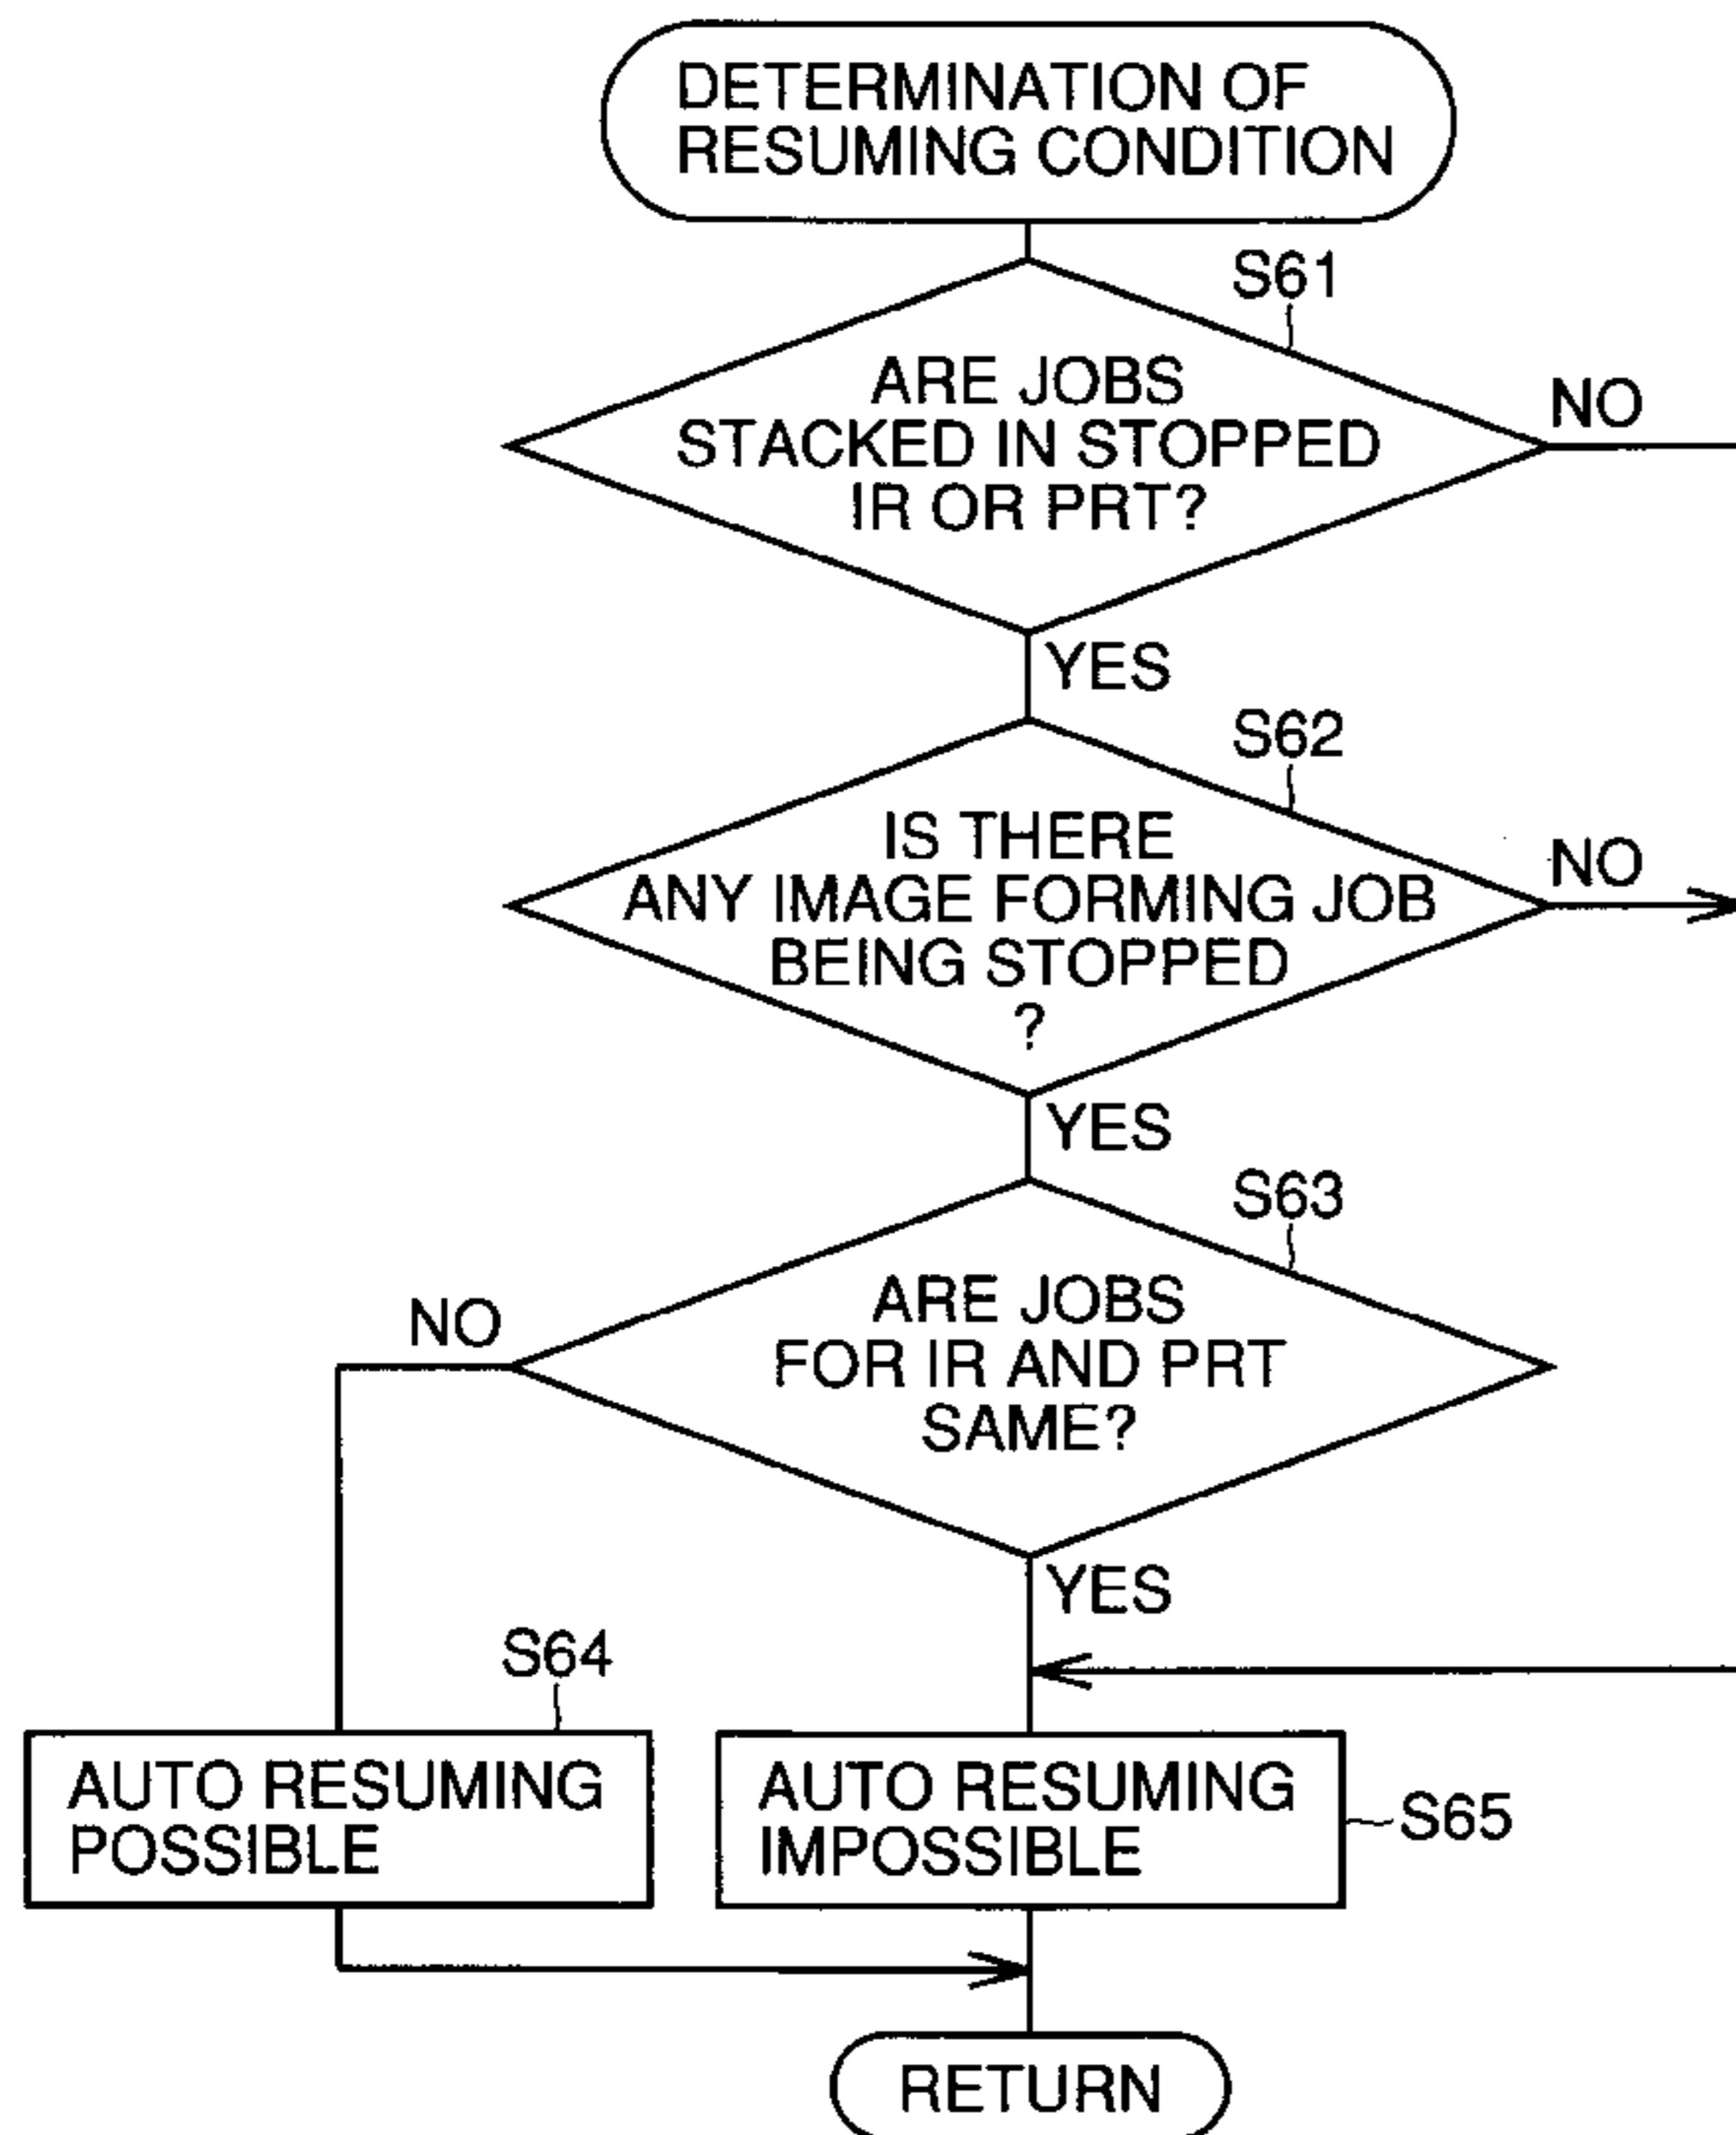 DETERMINATION OF
RESUMING CONDITION
S61
ARE JOBS
STACKED IN STOPPED
IR OR PRT?
NO
YES
S62
IS THERE
ANY IMAGE FORMING JOB
BEING STOPPED
?
NO
YES
S63
ARE JOBS
FOR IR AND PRT
SAME?
NO
YES
S64
AUTO RESUMING
POSSIBLE
AUTO RESUMING
IMPOSSIBLE
S65
RETURN